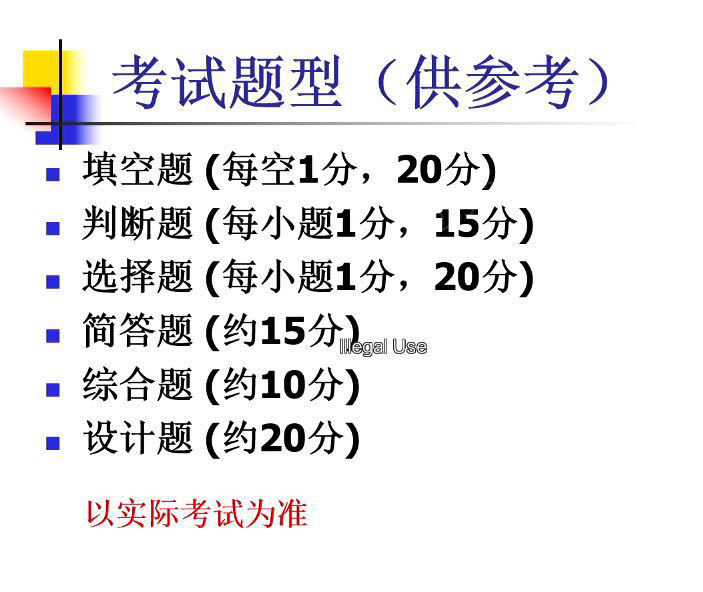 考试题型（供参考）
填空题 (每空1分，20分)
判断题 (每小题1分，15分)
选择题 (每小题1分，20分)
简答题 (约15分)
Illegal Use
综合题 (约10分)
设计题 (约20分)
以实际考试为准